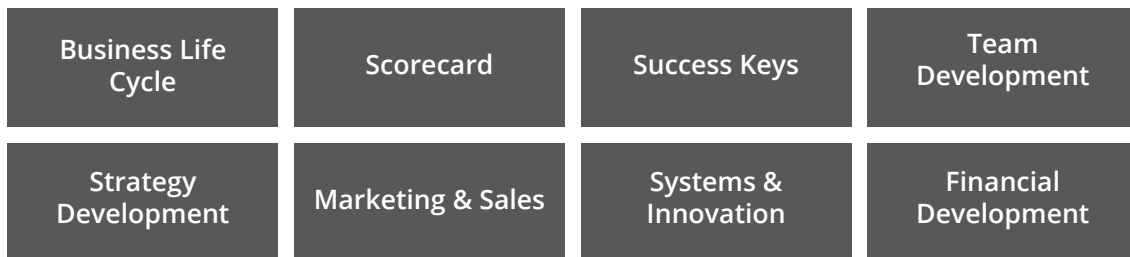 Business Life
Cycle
Scorecard
Success Keys
Team
Development
Strategy
Development
Marketing & Sales
Systems &
Innovation
Financial
Development